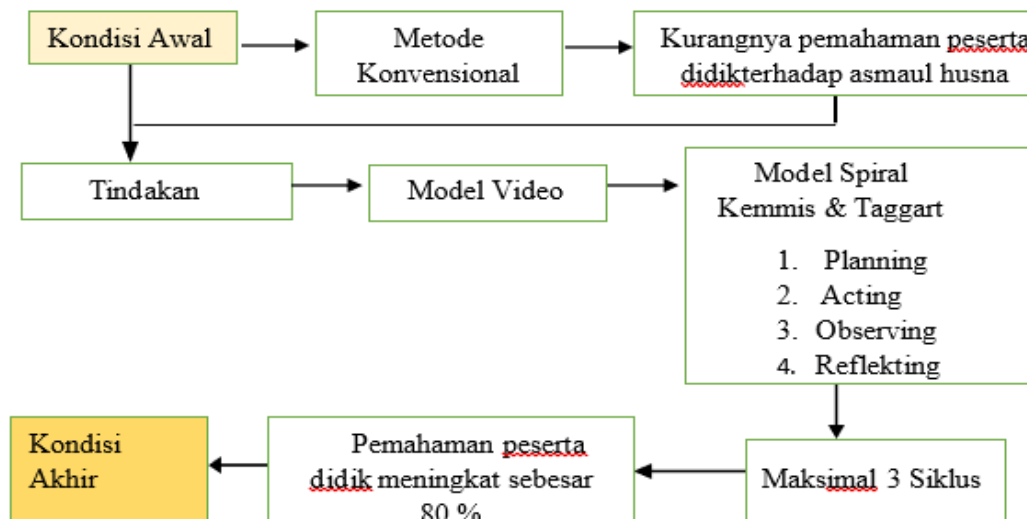 Kondisi Awal
Metode
Konvensional
Kurangnya pemahaman peserta
didikterhadap asmaul husna
Tindakan
Model Video
Model Spiral
Kemmis & Taggart
1. Planning
2. Acting
3. Observing
4. Reflekting
Maksimal 3 Siklus
Pemahaman peserta
didik meningkat sebesar
80 %
Kondisi
Akhir